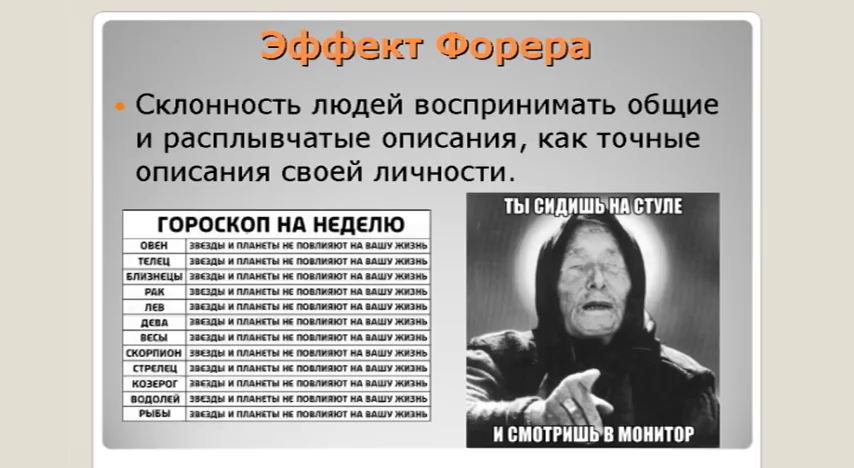 Эффект Форера
Склонность людей воспринимать общие
и расплывчатые описания, как точные
описания своей личности.
ГОРОСКОП НА НЕДЕЛЮ
ОВЕН ЗВЕЗДЫ И ПЛАНЕТЫ НЕ ПОВЛИЯЮТ НА ВАШУ ЖИЗНЬ
ТЕЛЕЦ ЗВЕЗДЫ И ПЛАНЕТЫ НЕ ПОВЛИЯЮТ НА ВАШУ ЖИЗНЬ
БЛИЗНЕЦЫ ЗВЕЗДЫ И ПЛАНЕТЫ НЕ ПОВЛИЯЮТ НА ВАШУ ЖИЗНЬ
РАК ЗВЕЗДЫ И ПЛАНЕТЫ НЕ ПОВЛИЯЮТ НА ВАШУ ЖИЗНЬ
ЛЕВ ЗВЕЗДЫ И ПЛАНЕТЫ НЕ ПОВЛИЯЮТ НА ВАШУ ЖИЗНЬ
ДЕВА ЗВЕЗДЫ И ПЛАНЕТЫ НЕ ПОВЛИЯЮТ НА ВАШУ ЖИЗНЬ
ВЕСЫ ЗВЕЗДЫ И ПЛАНЕТЫ НЕ ПОВЛИЯЮТ НА ВАШУ ЖИЗНЬ
СКОРПИОН ЗВЕЗДЫ И ПЛАНЕТЫ НЕ ПОВЛИЯЮТ НА ВАШУ ЖИЗНЬ
СТРЕЛЕЦ ЗВЕЗДЫ И ПЛАНЕТЫ НЕ ПОВЛИЯЮТ НА ВАШУ ЖИЗНЬ
КОЗЕРОГ ЗВЕЗДЫ И ПЛАНЕТЫ НЕ ПОВЛИЯЮТ НА ВАШУ ЖИЗНЬ
ВОДОЛЕЙ ЗВЕЗДЫ И ПЛАНЕТЫ НЕ ПОВЛИЯЮТ НА ВАШУ ЖИЗНЬ
РЫБЫ ЗВЕЗДЫ И ПЛАНЕТЫ НЕ ПОВЛИЯЮТ НА ВАШУ ЖИЗНЬ
ТЫ СИДИШЬ НА СТУЛЕ
И СМОТРИШЬ В МОНИТОР